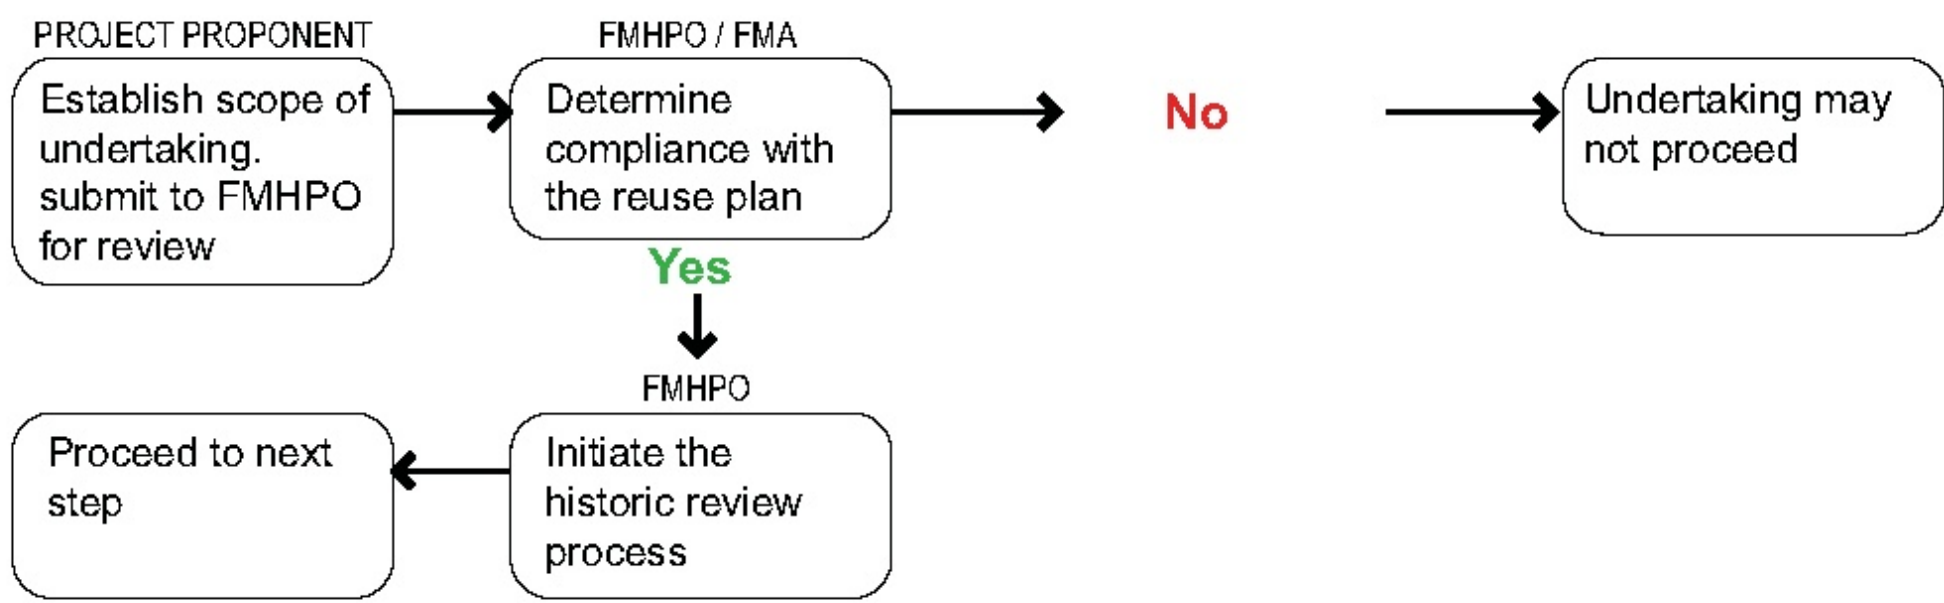 PROJECT PROPONENT
Establish scope of
undertaking.
submit to FMHPO
for review
FMHPO / FMA
Determine
compliance with
the reuse plan
No
Undertaking may
not proceed
Yes
FMHPO
Initiate the
historic review
process
Proceed to next
step